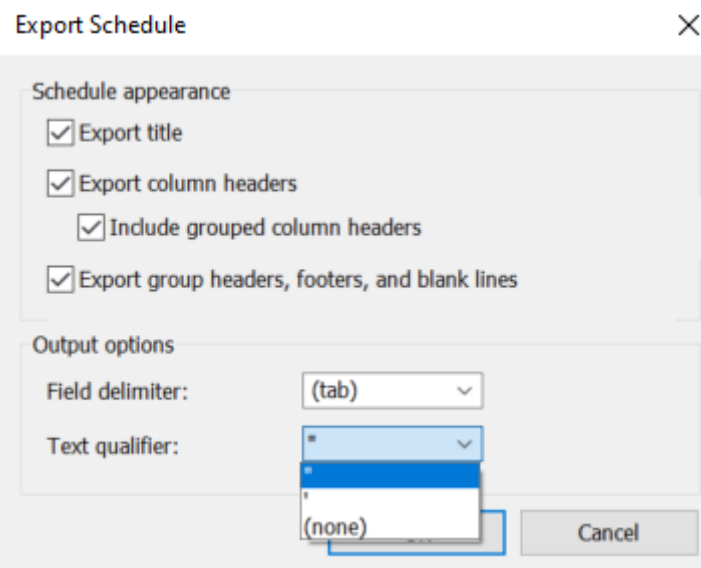 Export Schedule
Schedule appearance
Export title
Export column headers
Include grouped column headers
Export group headers, footers, and blank lines
Output options
Field delimiter: (tab)
Text qualifier: "
"
'
(none)
Cancel